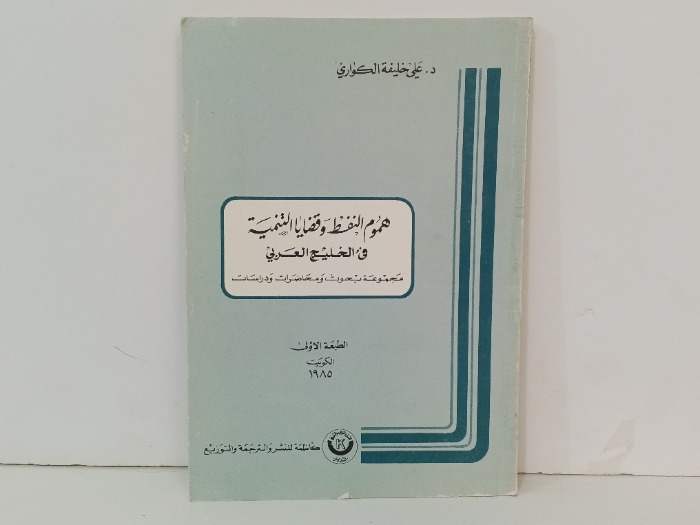 د. علي خليفة الكواري
هموم النفط وقضايا التنمية
في الخليج العربي
مجموعة بحوث ومحاضرات ودراسات
الطبعة الاولى
الكويت
١٩٨٥
كاظمة للنشر والترجمة والتوزيع